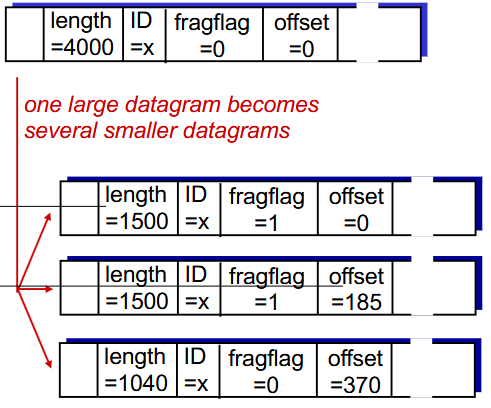 length ID fragflag offset
=4000 =x =0 =0
one large datagram becomes
several smaller datagrams
length ID fragflag offset
=1500 =x =1 =0
length ID fragflag offset
=1500 =x =1 =185
length ID fragflag offset
=1040 =x =0 =370